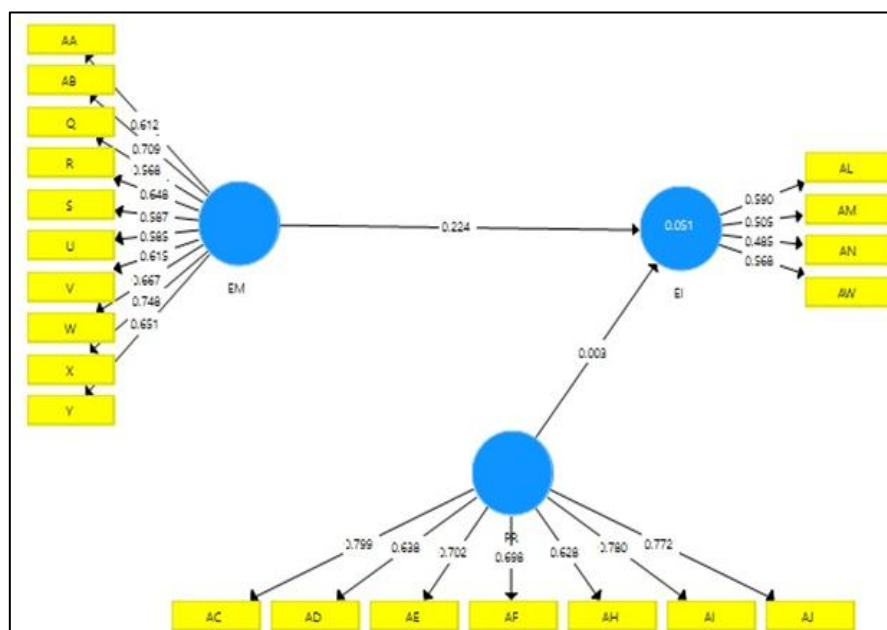 AA
AB
Q
R
S
U
V
W
X
Y
0.612
0.709
0.568
0.648
0.587
0.585
0.615
0.667
0.748
0.651
EM
0.224
0.051
EI
0.590
0.505
0.485
0.568
AL
AM
AN
AW
0.003
PR
0.799
0.638
0.702
0.698
0.628
0.780
0.772
AC
AD
AE
AF
AH
AI
AJ